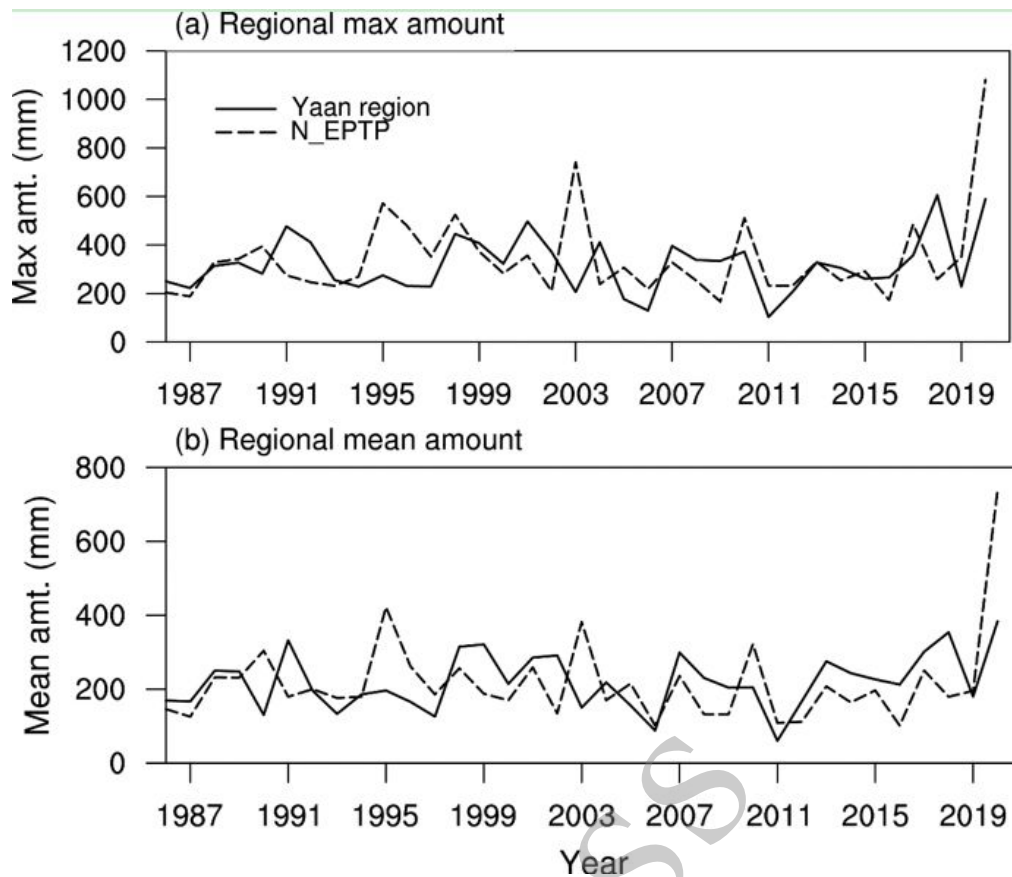 (a) Regional max amount
1200
1000
800
600
400
200
0
Max amt. (mm)
Yaan region
N_EPTP
1987 1991 1995 1999 2003 2007 2011 2015 2019
(b) Regional mean amount
800
600
400
200
0
Mean amt. (mm)
1987 1991 1995 1999 2003 2007 2011 2015 2019
Year
SS